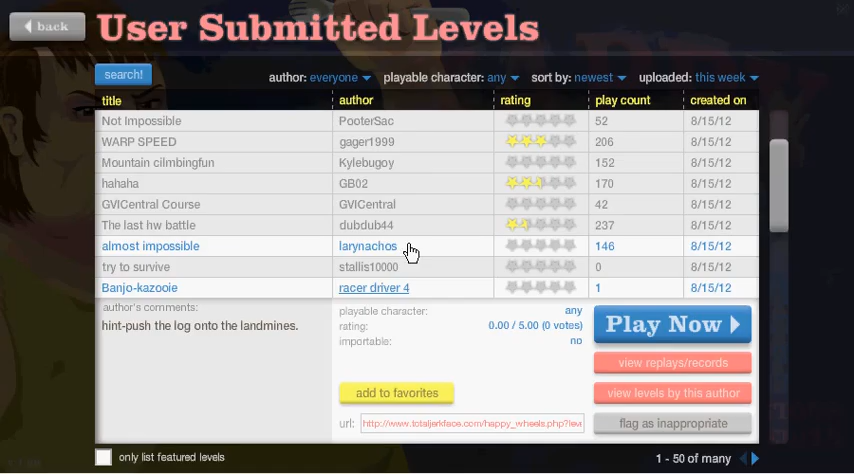 back
User Submitted Levels
search!
author: everyone playable character: any sort by: newest uploaded: this week
title author rating play count created on
Not Impossible PooterSac 52 8/15/12
WARP SPEED gager1999 206 8/15/12
Mountain cilmbingfun Kylebugoy 152 8/15/12
hahaha GB02 170 8/15/12
GVICentral Course GVICentral 42 8/15/12
The last hw battle dubdub44 237 8/15/12
almost impossible larynachos 146 8/15/12
try to survive stallis10000 0 8/15/12
Banjo-kazooie racer driver 4 1 8/15/12
author's comments:
hint-push the log onto the landmines.
playable character: any
rating: 0.00 / 5.00 (0 votes)
importable: no
Play Now
view replays/records
add to favorites
view levels by this author
url: http://www.totaljerkface.com/happy_wheels.php?
flag as inappropriate
only list featured levels
1 - 50 of many